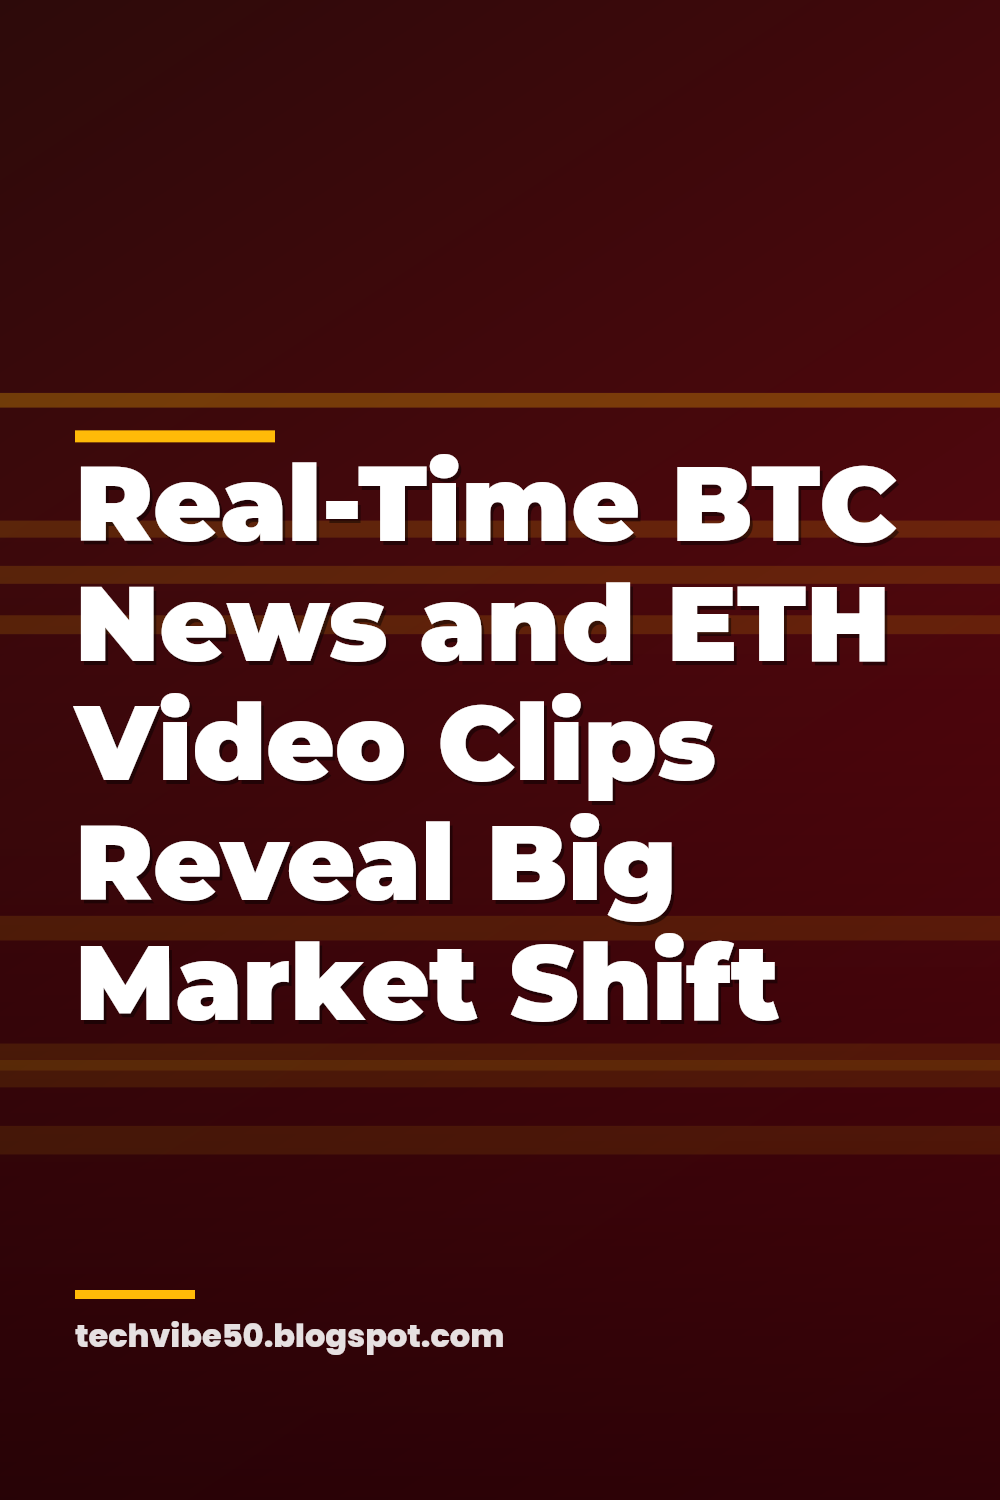 Real-Time BTC
News and ETH
Video Clips
Reveal Big
Market Shift
techvibe50.blogspot.com